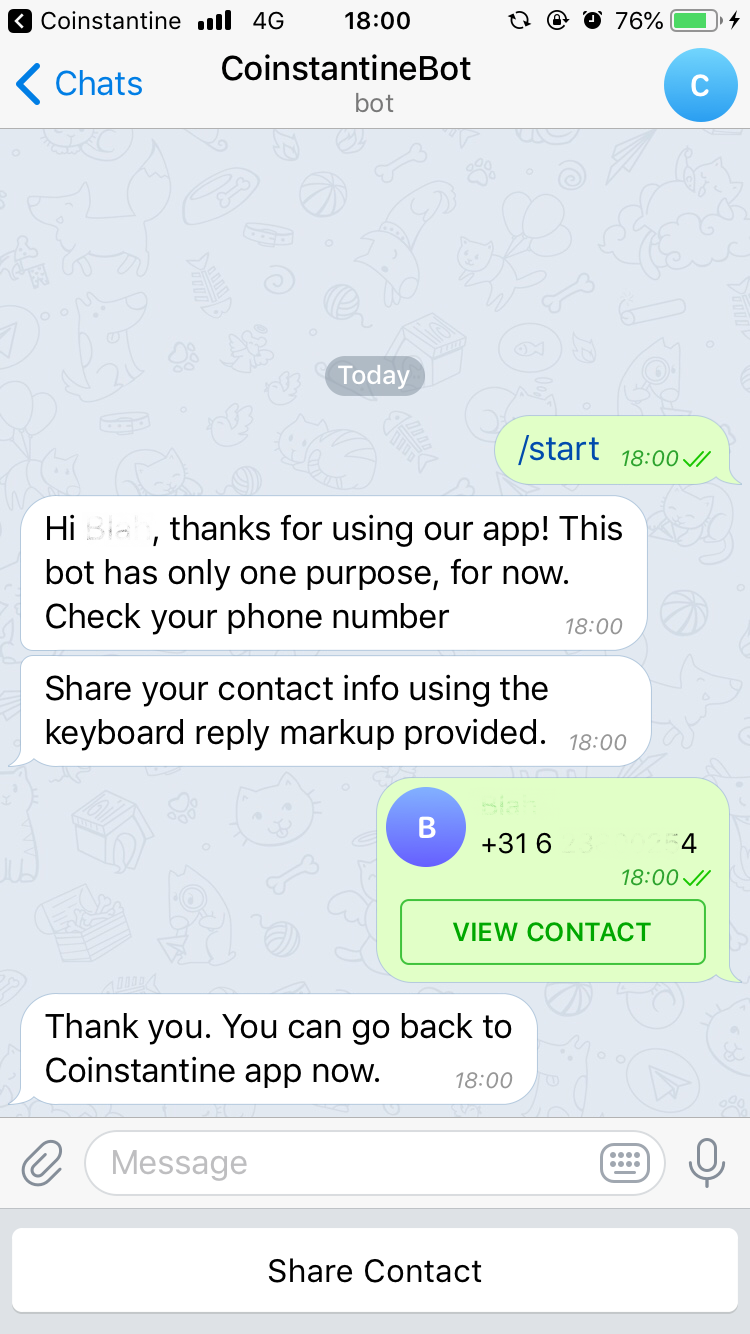 Coinstantine 4G 18:00 76%
Chats CoinstantineBot C
bot
Today
/start 18:00
Hi , thanks for using our app! This
bot has only one purpose, for now.
Check your phone number 18:00
Share your contact info using the
keyboard reply markup provided. 18:00
B
+31 6 4
18:00
VIEW CONTACT
Thank you. You can go back to
Coinstantine app now. 18:00
Message
Share Contact